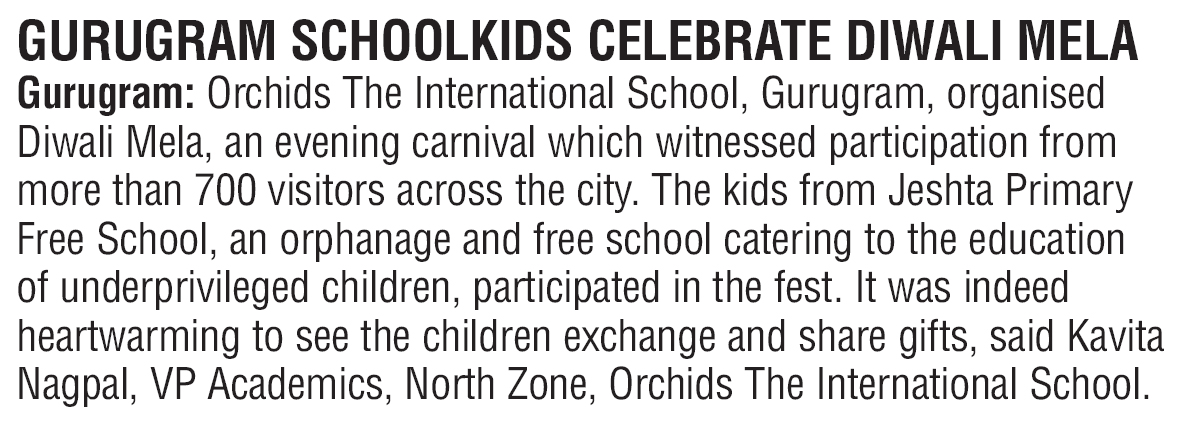 GURUGRAM SCHOOLKIDS CELEBRATE DIWALI MELA
Gurugram: Orchids The International School, Gurugram, organised
Diwali Mela, an evening carnival which witnessed participation from
more than 700 visitors across the city. The kids from Jeshta Primary
Free School, an orphanage and free school catering to the education
of underprivileged children, participated in the fest. It was indeed
heartwarming to see the children exchange and share gifts, said Kavita
Nagpal, VP Academics, North Zone, Orchids The International School.